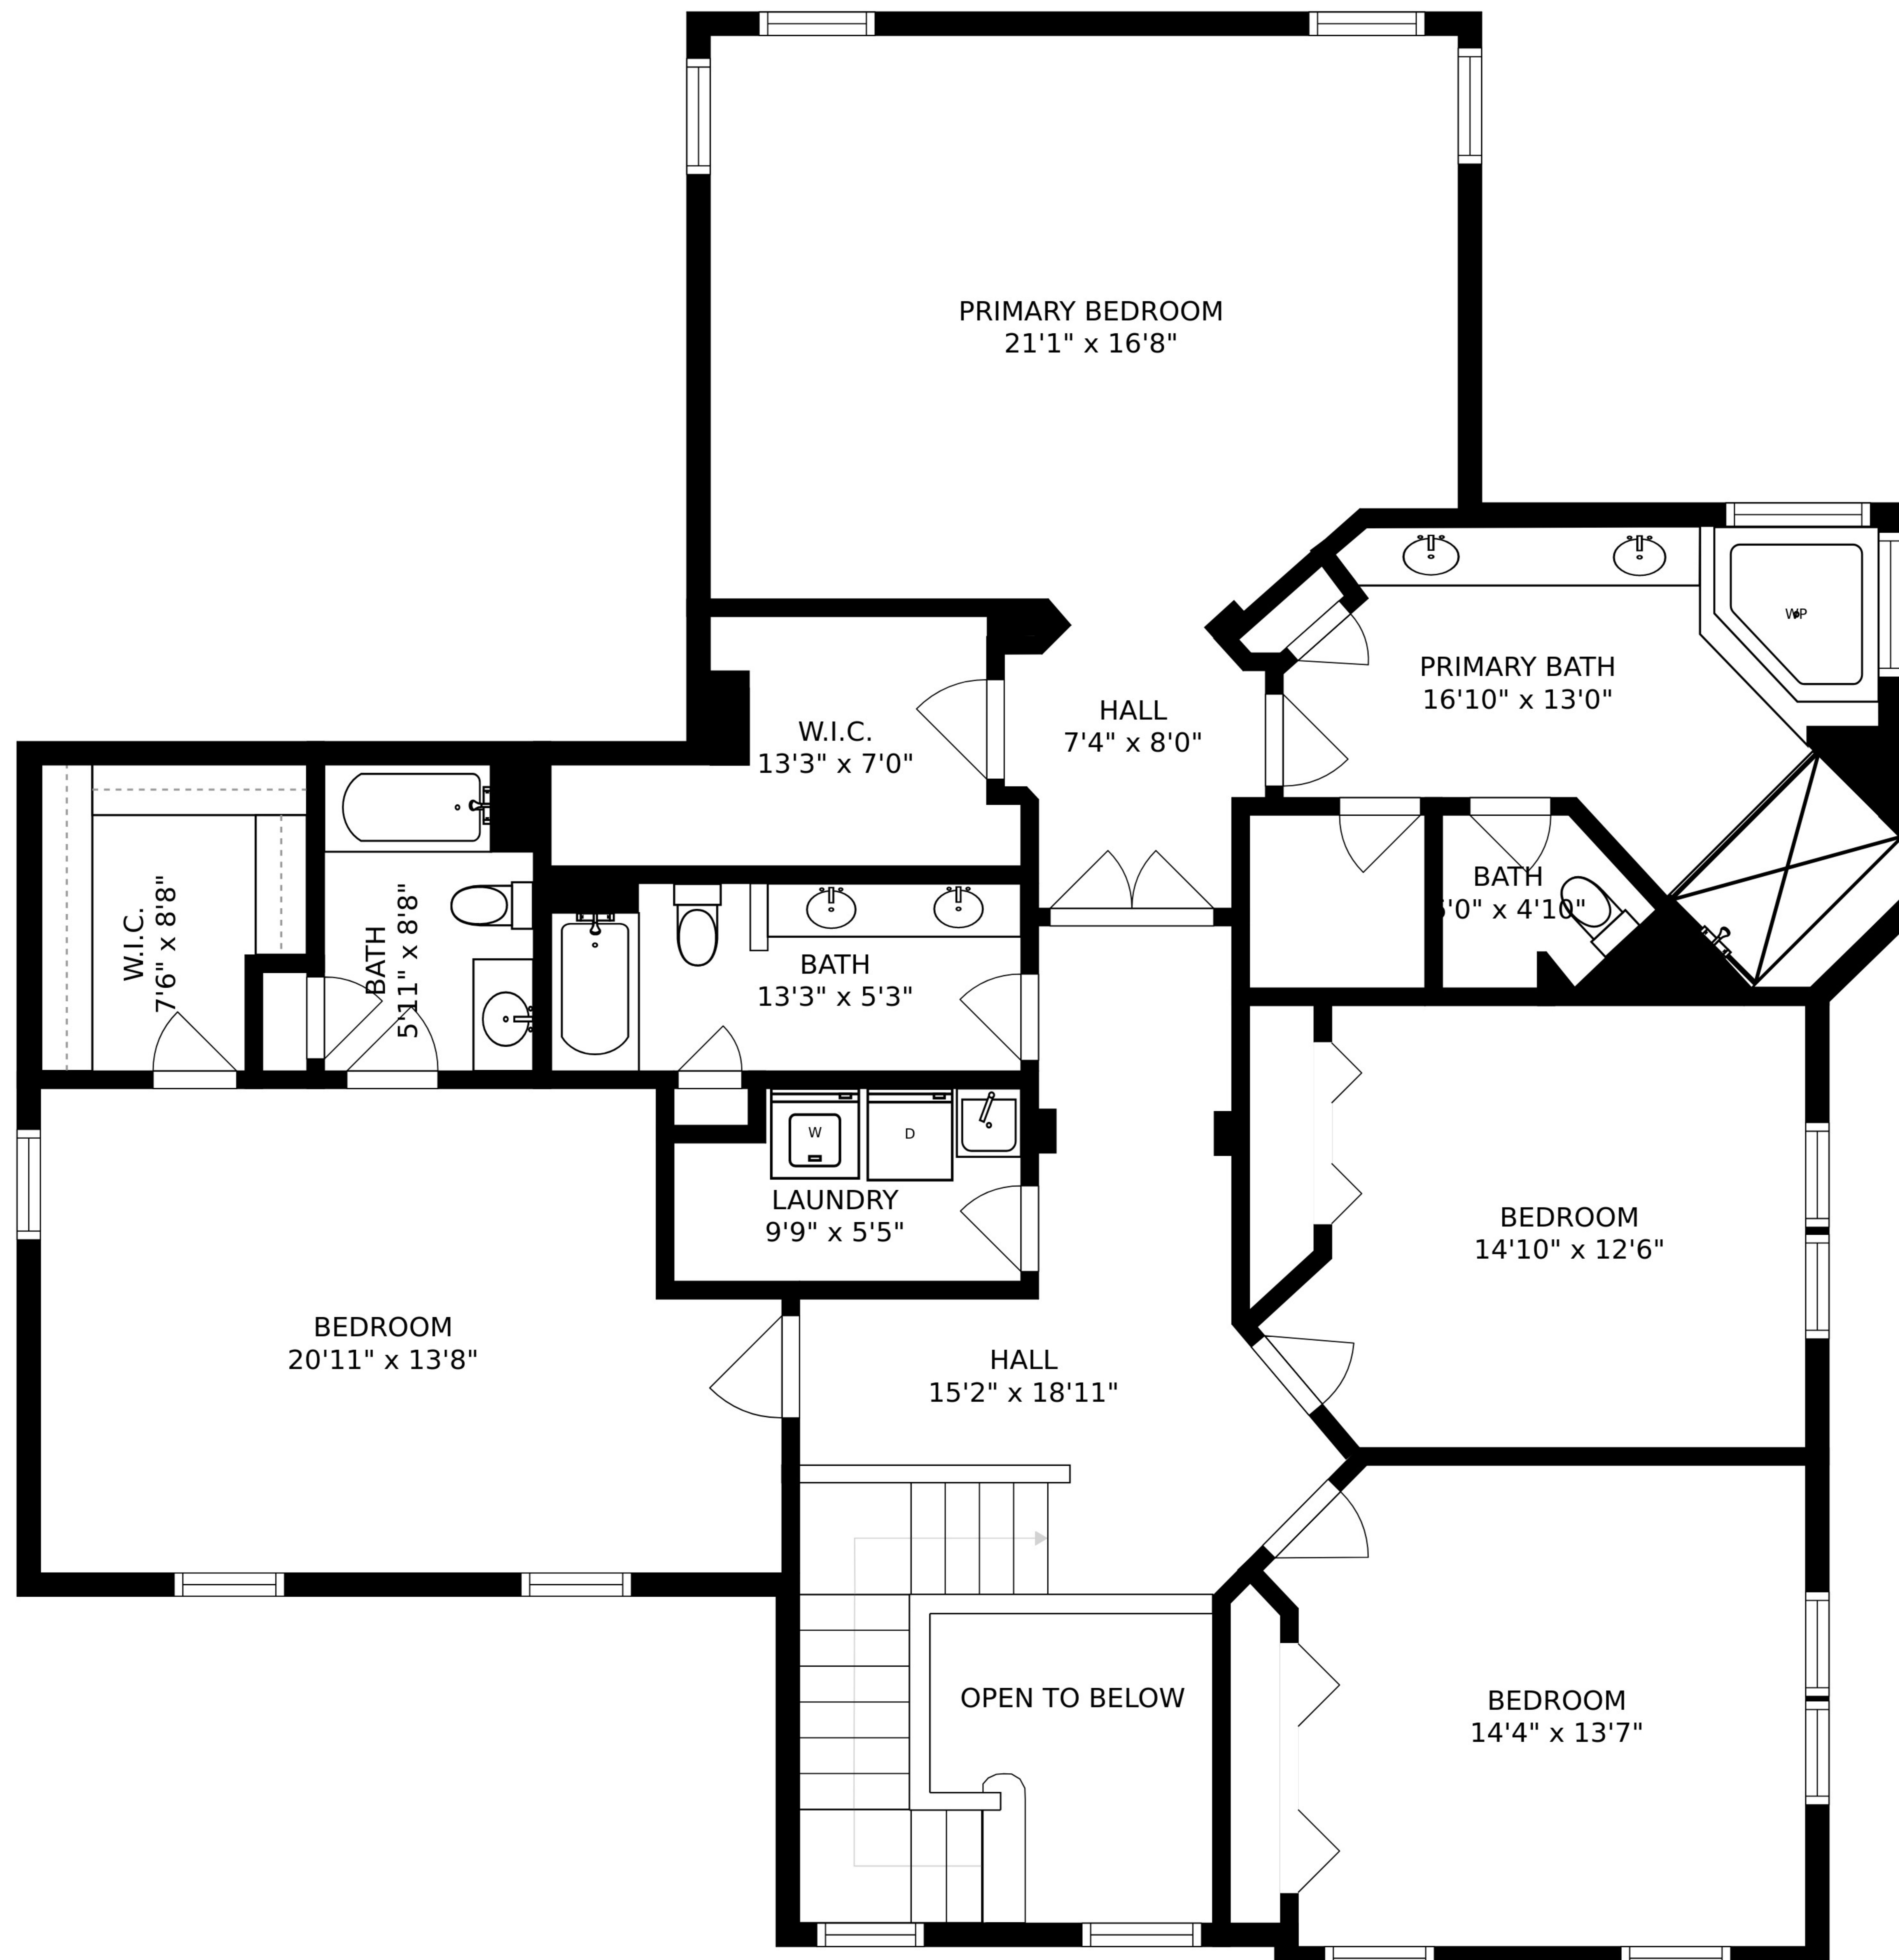 PRIMARY BEDROOM
21'1" x 16'8"
WP
PRIMARY BATH
16'10" x 13'0"
HALL
7'4" x 8'0"
W.I.C.
13'3" x 7'0"
BATH
x 4'10"
W.I.C.
7'6" x 8'8"
BATH
5'11" x 8'8"
BATH
13'3" x 5'3"
W
D
LAUNDRY
9'9" x 5'5"
BEDROOM
14'10" x 12'6"
BEDROOM
20'11" x 13'8"
HALL
15'2" x 18'11"
OPEN TO BELOW
BEDROOM
14'4" x 13'7"